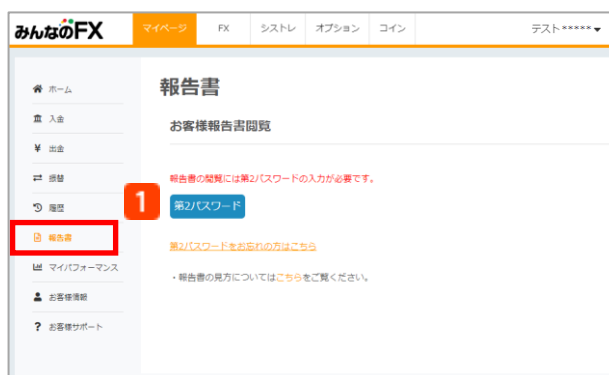 みんなのFX
マイページ FX シストレ オプション コイン テスト*****▼
ホーム
入金
出金
振替
履歴
報告書
マイパフォーマンス
お客様情報
お客様サポート
報告書
お客様報告書閲覧
報告書の閲覧には第2パスワードの入力が必要です。
1 第2パスワード
第2パスワードをお忘れの方はこちら
・報告書の見方についてはこちらをご覧ください。